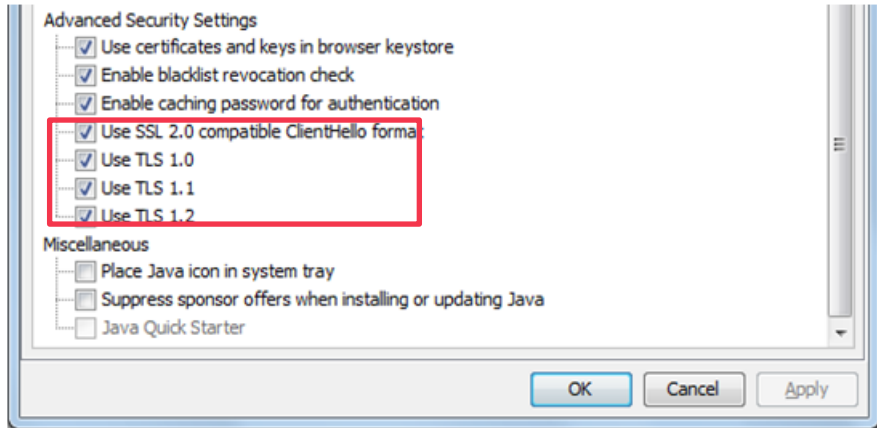 Advanced Security Settings
Use certificates and keys in browser keystore
Enable blacklist revocation check
Enable caching password for authentication
Use SSL 2.0 compatible ClientHello format
Use TLS 1.0
Use TLS 1.1
Use TLS 1.2
Miscellaneous
Place Java icon in system tray
Suppress sponsor offers when installing or updating Java
Java Quick Starter
OK Cancel Apply